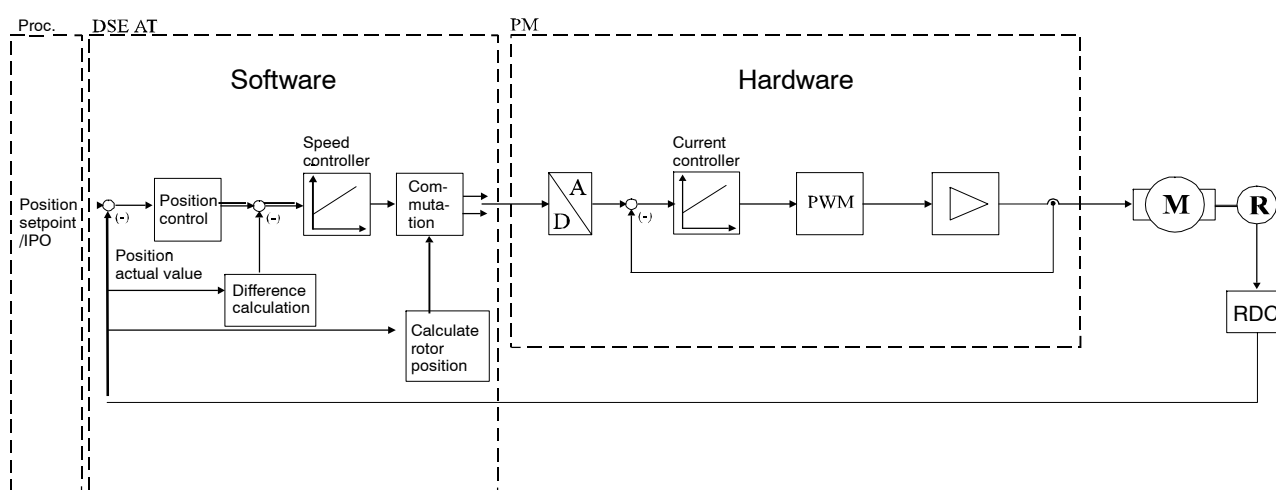 Proc.
DSE AT
PM
Software
Hardware
Speed
controller
Current
controller
Position
setpoint
/IPO
(-)
Position
control
(-)
Com-
muta-
tion
A
D
(-)
PWM
M
R
Position
actual value
Difference
calculation
Calculate
rotor
position
RDC